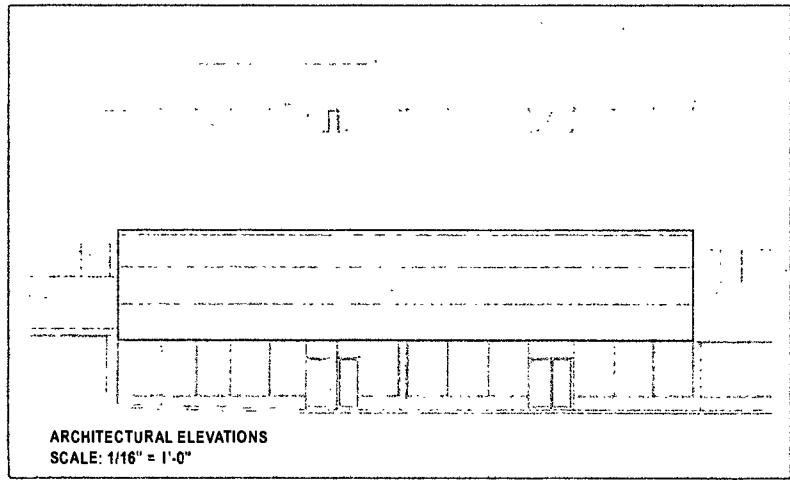 ARCHITECTURAL ELEVATIONS
SCALE: 1/16" = 1'-0"